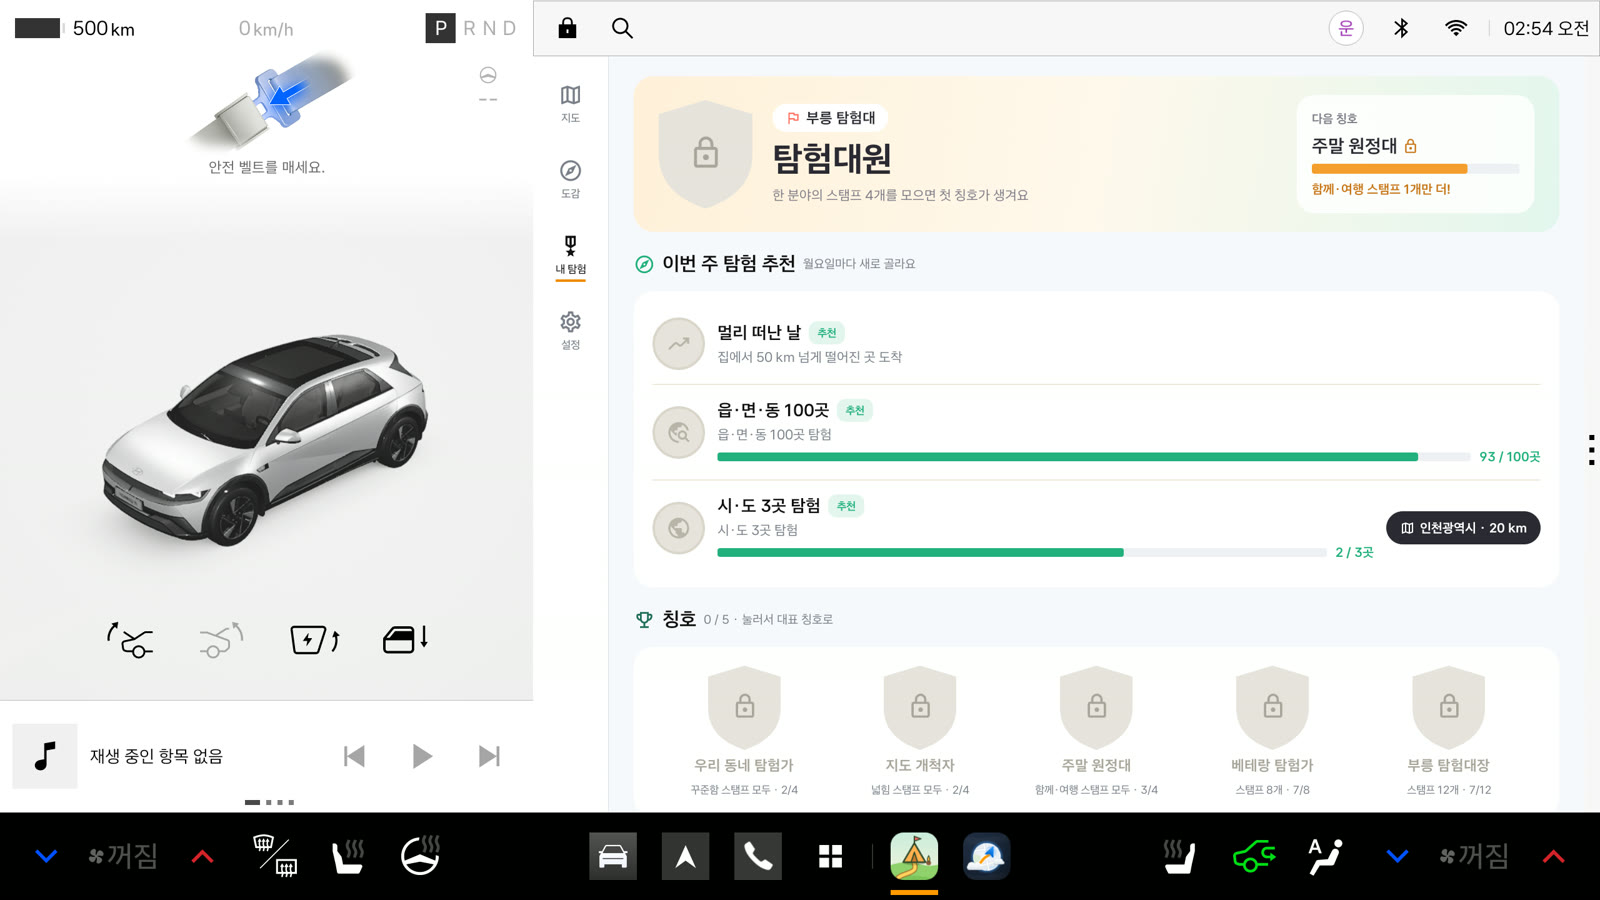 500 km
0 km/h
P R N D
02:54 오전
운
--
안전 벨트를 매세요.
지도
도감
내 탐험
설정
부릉 탐험대
탐험대원
한 분야의 스탬프 4개를 모으면 첫 칭호가 생겨요
다음 칭호
주말 원정대
함께·여행 스탬프 1개만 더!
이번 주 탐험 추천 월요일마다 새로 골라요
멀리 떠난 날 추천
집에서 50 km 넘게 떨어진 곳 도착
읍·면·동 100곳 추천
읍·면·동 100곳 탐험
93 / 100곳
시·도 3곳 탐험 추천
시·도 3곳 탐험
2 / 3곳
인천광역시 · 20 km
칭호 0 / 5 · 눌러서 대표 칭호로
우리 동네 탐험가
꾸준함 스탬프 모두 · 2/4
지도 개척자
넓힘 스탬프 모두 · 2/4
주말 원정대
함께·여행 스탬프 모두 · 3/4
베테랑 탐험가
스탬프 8개 · 7/8
부릉 탐험대장
스탬프 12개 · 7/12
재생 중인 항목 없음
꺼짐
A
꺼짐